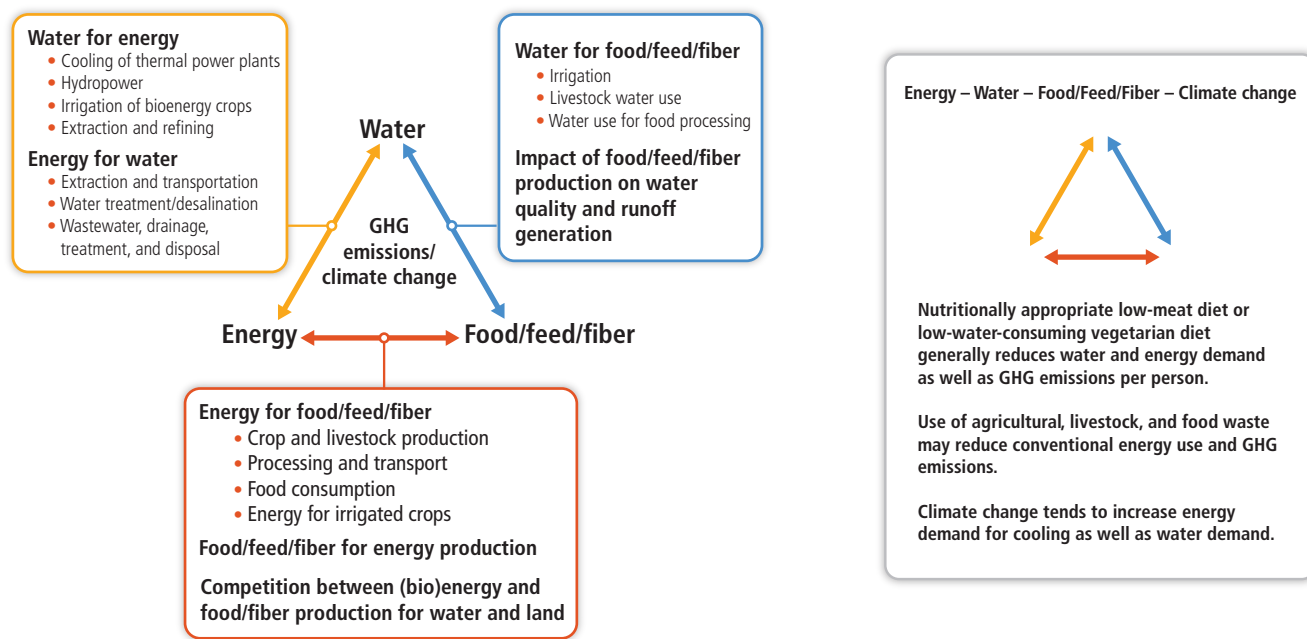 Water for energy
• Cooling of thermal power plants
• Hydropower
• Irrigation of bioenergy crops
• Extraction and refining
Energy for water
• Extraction and transportation
• Water treatment/desalination
• Wastewater, drainage,
treatment, and disposal
Water for food/feed/fiber
• Irrigation
• Livestock water use
• Water use for food processing
Impact of food/feed/fiber
production on water
quality and runoff
generation
Water
GHG
emissions/
climate change
Energy
Food/feed/fiber
Energy for food/feed/fiber
• Crop and livestock production
• Processing and transport
• Food consumption
• Energy for irrigated crops
Food/feed/fiber for energy production
Competition between (bio)energy and
food/fiber production for water and land
Energy – Water – Food/Feed/Fiber – Climate change
Nutritionally appropriate low-meat diet or
low-water-consuming vegetarian diet
generally reduces water and energy demand
as well as GHG emissions per person.
Use of agricultural, livestock, and food waste
may reduce conventional energy use and GHG
emissions.
Climate change tends to increase energy
demand for cooling as well as water demand.